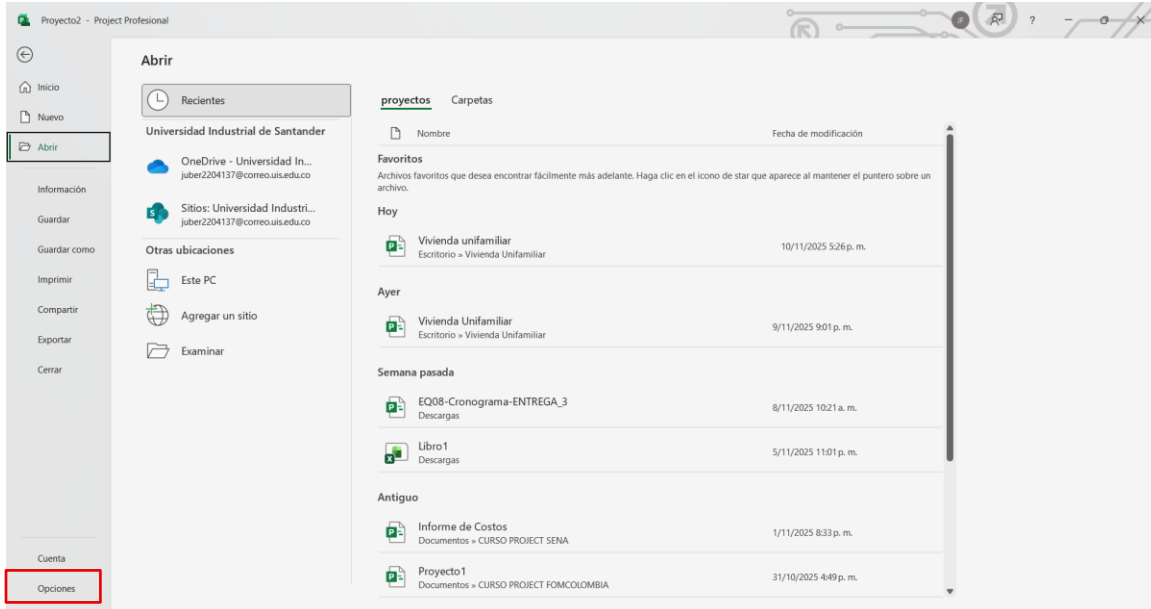 Proyecto2 - Project Profesional
JF
?
Inicio
Nuevo
Abrir
Información
Guardar
Guardar como
Imprimir
Compartir
Exportar
Cerrar
Cuenta
Opciones
Abrir
Recientes
Universidad Industrial de Santander
OneDrive - Universidad In...
juber2204137@correo.uis.edu.co
Sitios: Universidad Industri...
juber2204137@correo.uis.edu.co
Otras ubicaciones
Este PC
Agregar un sitio
Examinar
proyectos Carpetas
Nombre Fecha de modificación
Favoritos
Archivos favoritos que desea encontrar fácilmente más adelante. Haga clic en el icono de star que aparece al mantener el puntero sobre un
archivo.
Hoy
Vivienda unifamiliar 10/11/2025 5:26 p. m.
Escritorio » Vivienda Unifamiliar
Ayer
Vivienda Unifamiliar 9/11/2025 9:01 p. m.
Escritorio » Vivienda Unifamiliar
Semana pasada
EQ08-Cronograma-ENTREGA_3 8/11/2025 10:21 a. m.
Descargas
Libro1 5/11/2025 11:01 p. m.
Descargas
Antiguo
Informe de Costos 1/11/2025 8:33 p. m.
Documentos » CURSO PROJECT SENA
Proyecto1 31/10/2025 4:49 p. m.
Documentos » CURSO PROJECT FOMCOLOMBIA